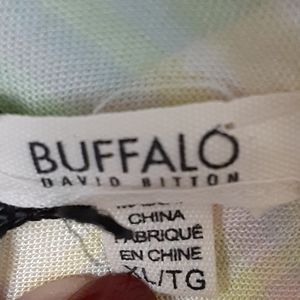 BUFFALO
DAVID BITTON
CHINA
FABRIQUÉ
EN CHINE
XL/TG